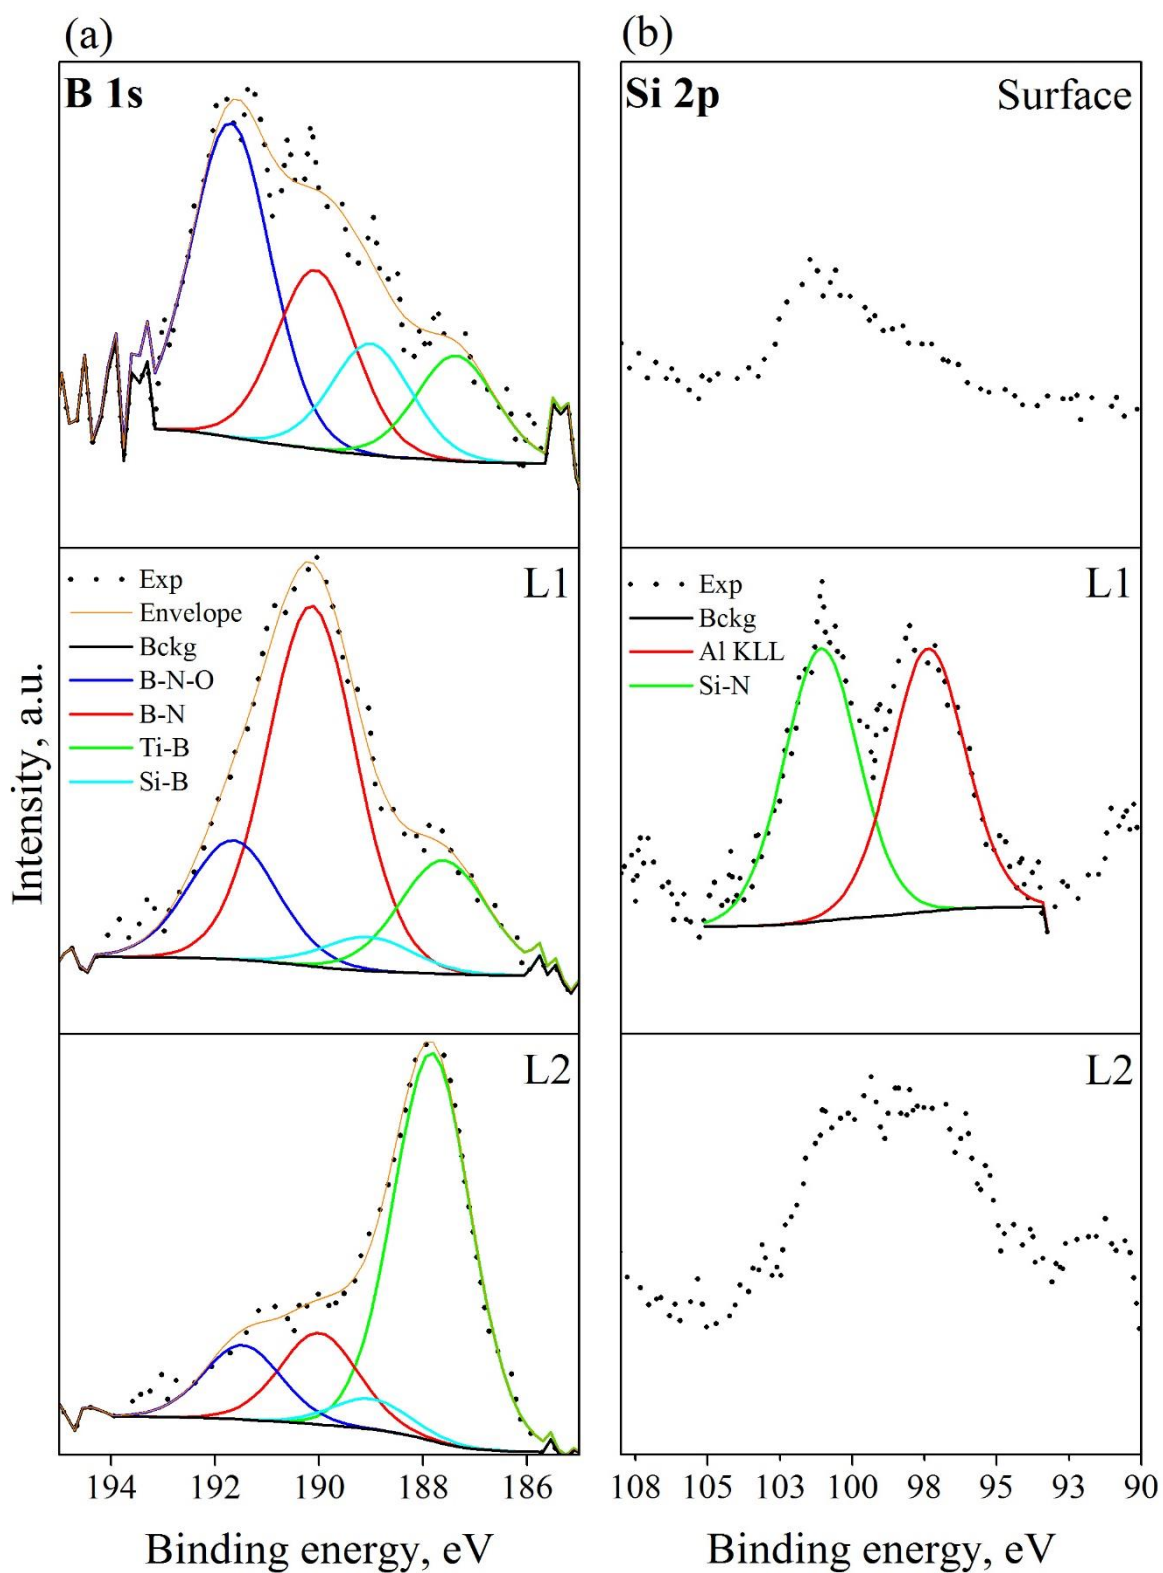 (a)
(b)
B 1s
Si 2p
Surface
L1
Exp
Envelope
Bckg
B-N-O
B-N
Ti-B
Si-B
L1
Exp
Bckg
Al KLL
Si-N
L2
L2
Intensity, a.u.
194 192 190 188 186
108 105 103 100 98 95 93 90
Binding energy, eV
Binding energy, eV